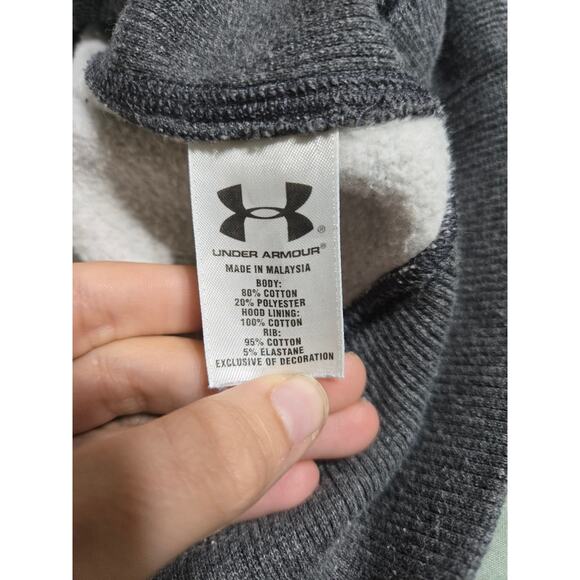 UNDER ARMOUR®
MADE IN MALAYSIA
BODY:
80% COTTON
20% POLYESTER
HOOD LINING:
100% COTTON
RIB:
95% COTTON
5% ELASTANE
EXCLUSIVE OF DECORATION